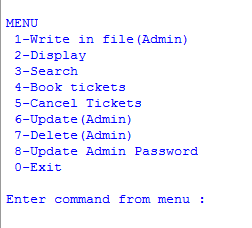 MENU
1-Write in file(Admin)
2-Display
3-Search
4-Book tickets
5-Cancel Tickets
6-Update(Admin)
7-Delete(Admin)
8-Update Admin Password
0-Exit
Enter command from menu :